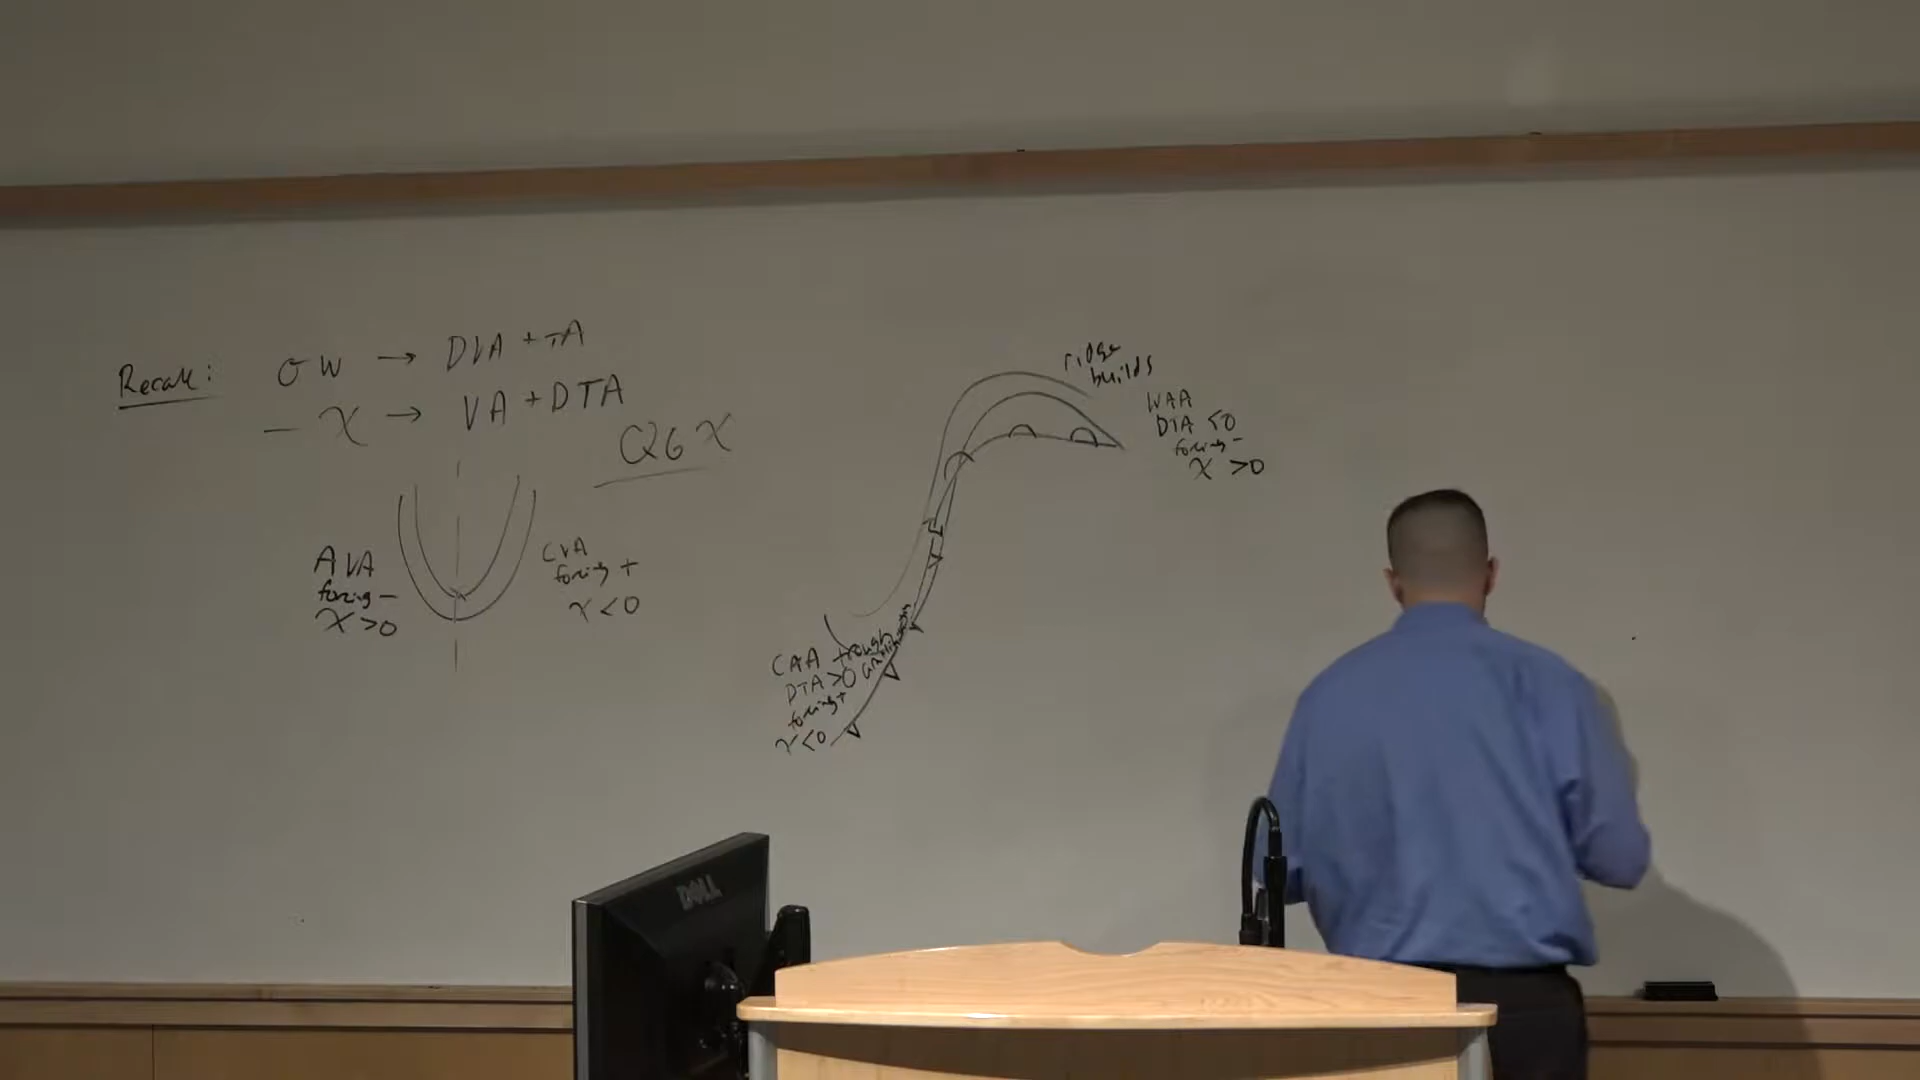 Recall: σ W → DVA + TA
− χ → VA + DTA
QG χ
AVA
forcing −
χ > 0
CVA
forcing +
χ < 0
ridge
builds
WAA
DTA < 0
forcing −
χ > 0
CAA
DTA > 0
forcing +
χ < 0
trough
DELL